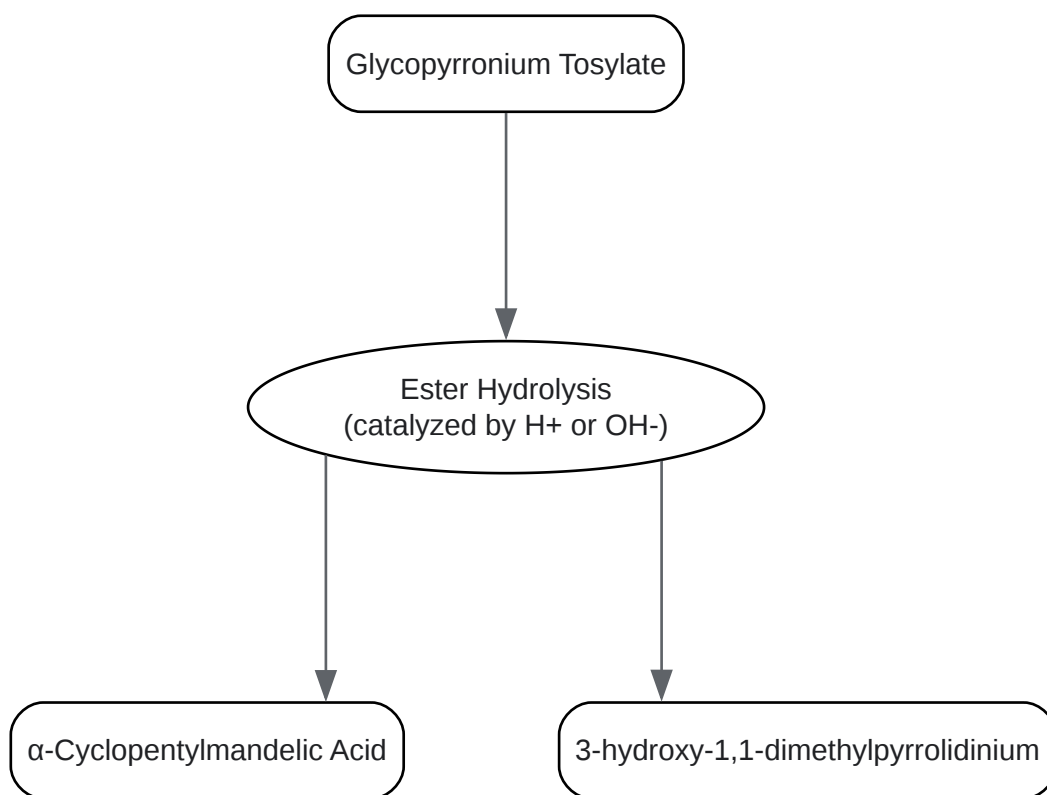 Glycopyrronium Tosylate
Ester Hydrolysis
(catalyzed by H+ or OH-)
α-Cyclopentylmandelic Acid
3-hydroxy-1,1-dimethylpyrrolidinium